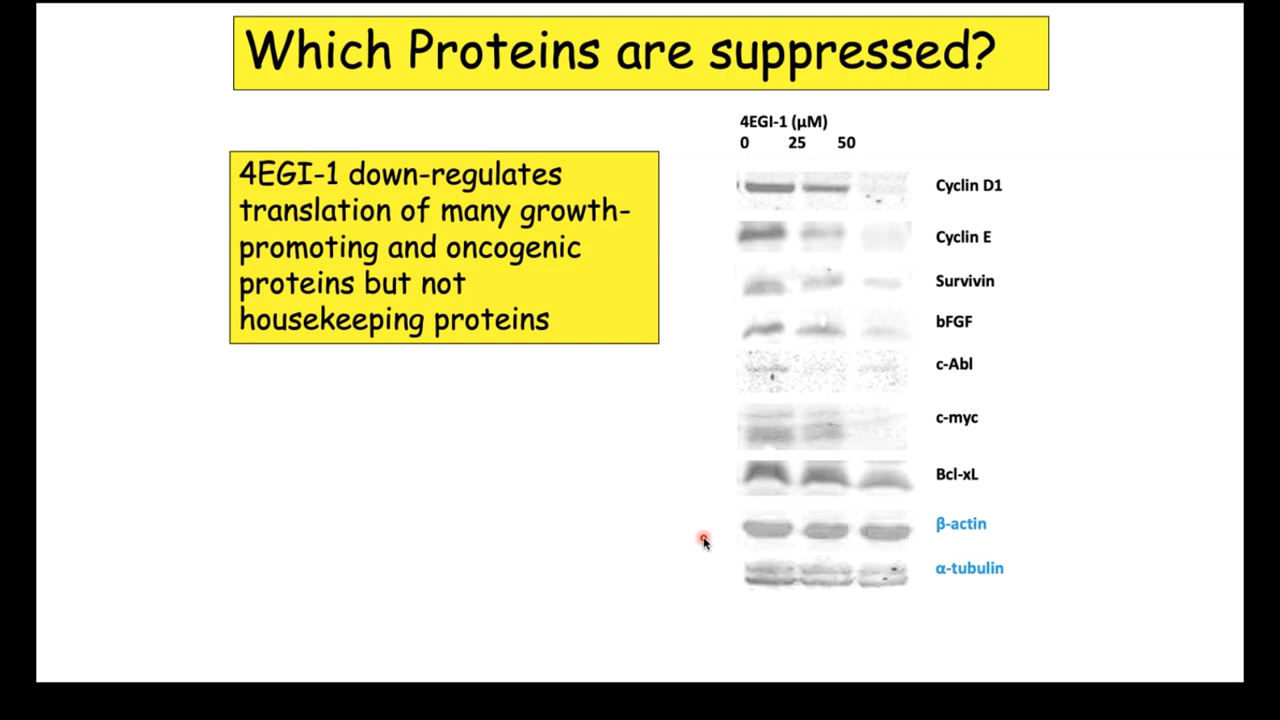 Which Proteins are suppressed?
4EGI-1 down-regulates
translation of many growth-
promoting and oncogenic
proteins but not
housekeeping proteins
4EGI-1 (μM)
0 25 50
Cyclin D1
Cyclin E
Survivin
bFGF
c-Abl
c-myc
Bcl-xL
β-actin
α-tubulin